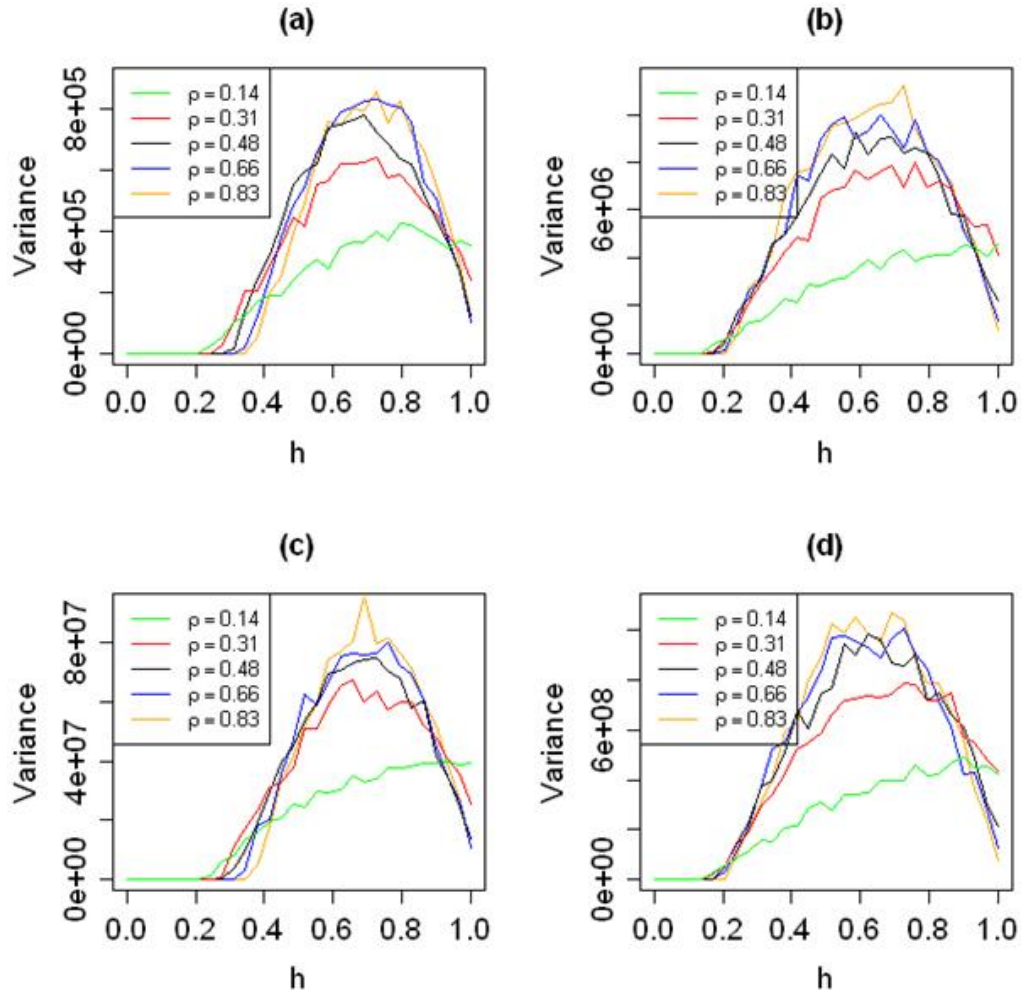 (a)
Variance
0e+00
4e+05
8e+05
ρ = 0.14
ρ = 0.31
ρ = 0.48
ρ = 0.66
ρ = 0.83
0.0 0.2 0.4 0.6 0.8 1.0
h
(b)
Variance
0e+00
6e+06
ρ = 0.14
ρ = 0.31
ρ = 0.48
ρ = 0.66
ρ = 0.83
0.0 0.2 0.4 0.6 0.8 1.0
h
(c)
Variance
0e+00
4e+07
8e+07
ρ = 0.14
ρ = 0.31
ρ = 0.48
ρ = 0.66
ρ = 0.83
0.0 0.2 0.4 0.6 0.8 1.0
h
(d)
Variance
0e+00
6e+08
ρ = 0.14
ρ = 0.31
ρ = 0.48
ρ = 0.66
ρ = 0.83
0.0 0.2 0.4 0.6 0.8 1.0
h